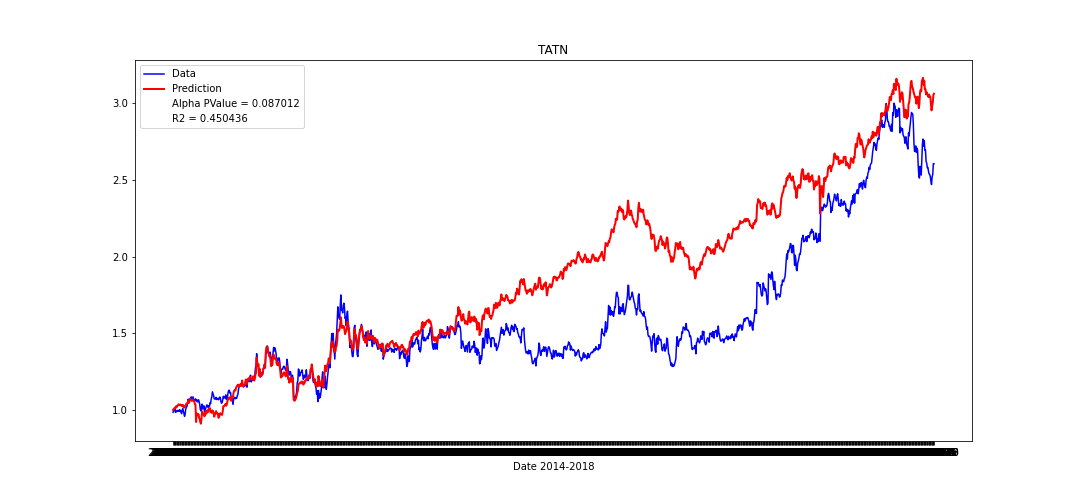 TATN
Data
Prediction
Alpha PValue = 0.087012
R2 = 0.450436
3.0
2.5
2.0
1.5
1.0
Date 2014-2018